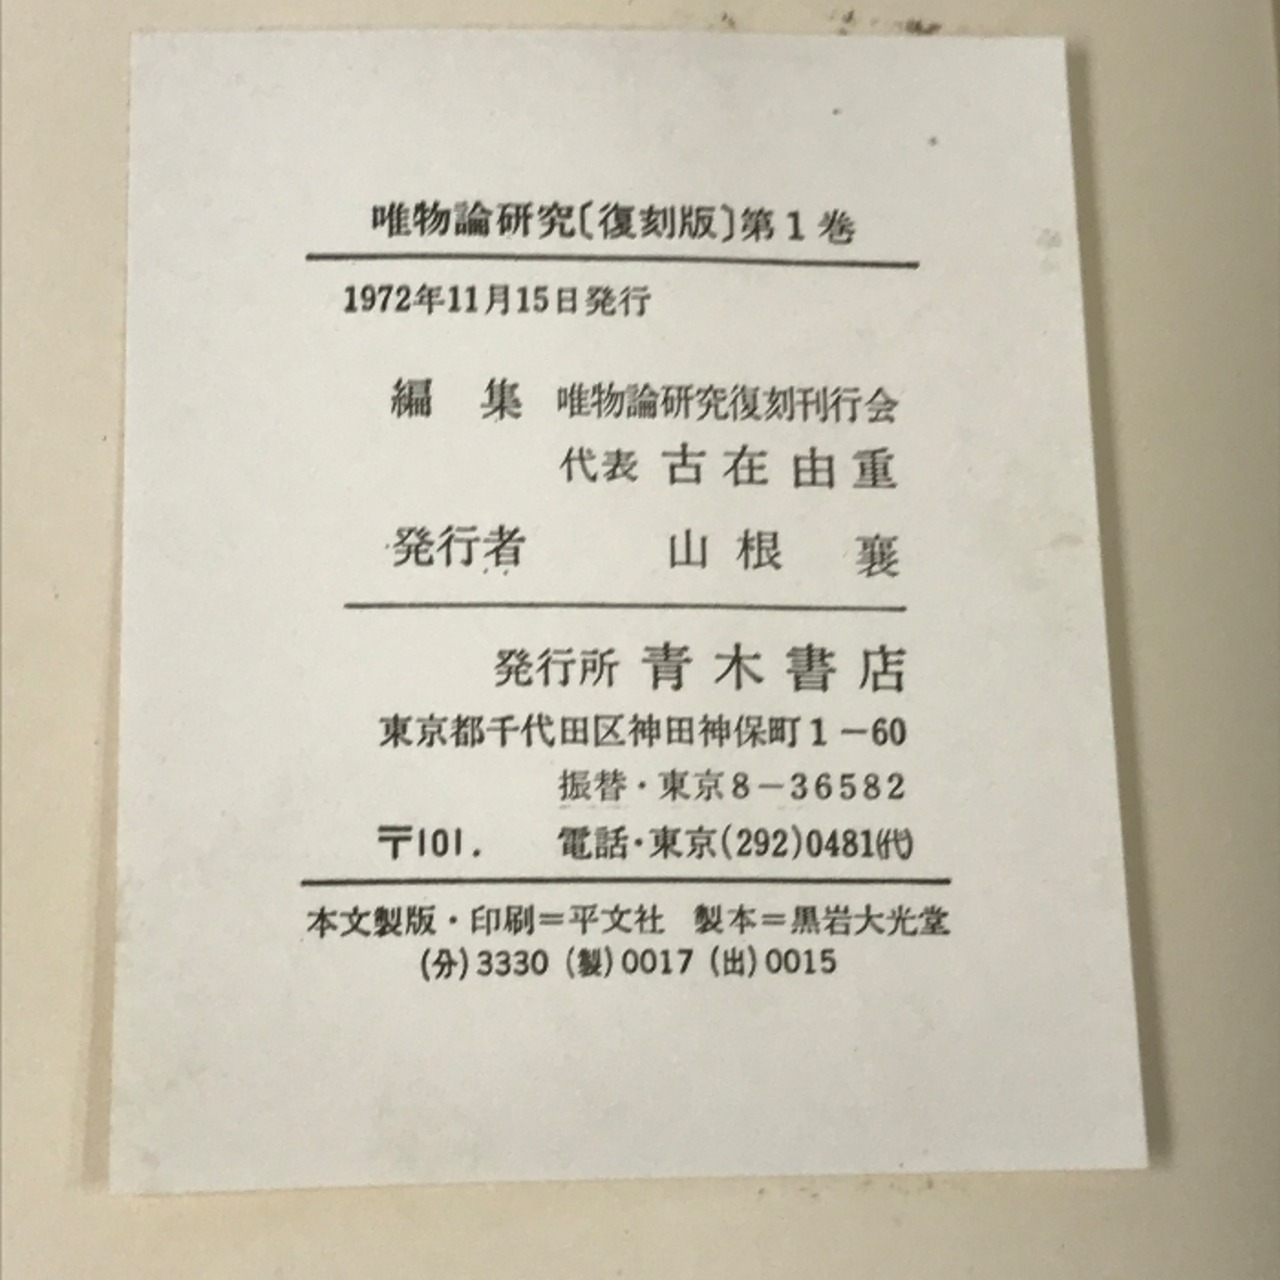 唯物論研究〔復刻版〕第1巻
1972年11月15日発行
編 集 唯物論研究復刻刊行会
代表 古在由重
発行者 山根 襄
発行所 青木書店
東京都千代田区神田神保町1-60
振替・東京8-36582
〒101. 電話・東京(292)0481(代)
本文製版・印刷=平文社 製本=黒岩大光堂
(分)3330 (製)0017 (出)0015